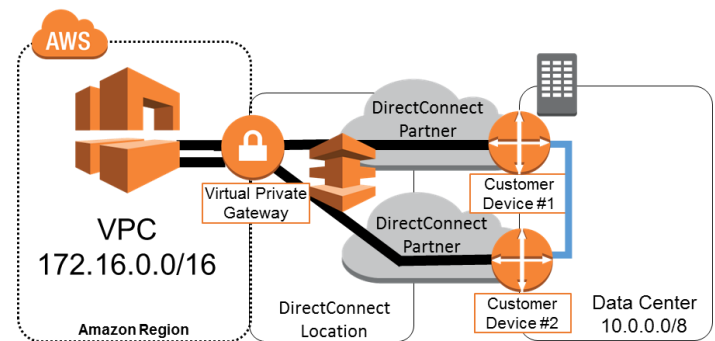 AWS
DirectConnect
Partner
Virtual Private
Gateway
Customer
Device #1
VPC
172.16.0.0/16
DirectConnect
Partner
DirectConnect
Location
Customer
Device #2
Data Center
10.0.0.0/8
Amazon Region